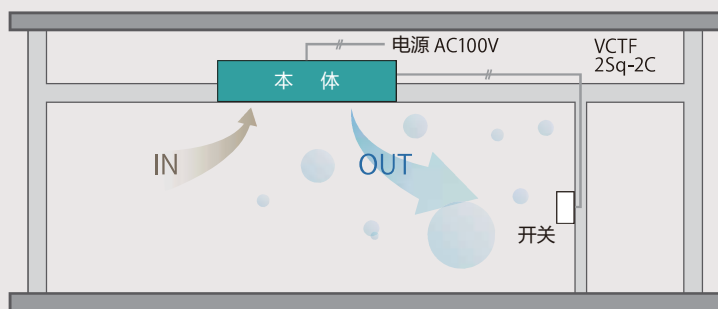 电源 AC100V
VCTF
2Sq-2C
本 体
IN
OUT
开关